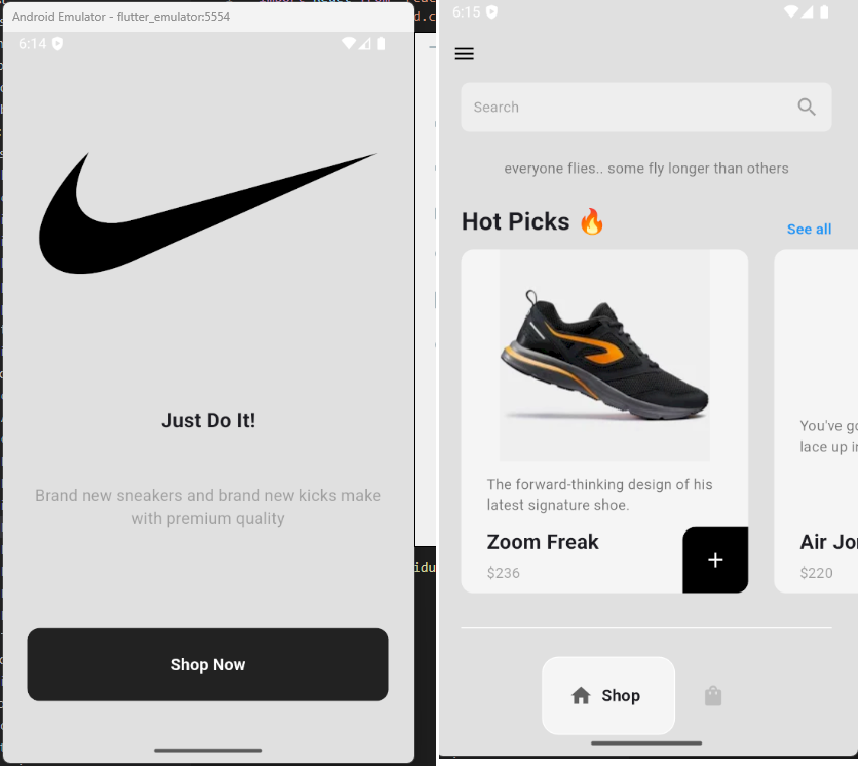 Android Emulator - flutter_emulator:5554
6:14
Just Do It!
Brand new sneakers and brand new kicks make
with premium quality
Shop Now
6:15
Search
everyone flies.. some fly longer than others
Hot Picks 🔥
See all
The forward-thinking design of his
latest signature shoe.
Zoom Freak
$236
+
You've go
lace up in
Air Jo
$220
Shop